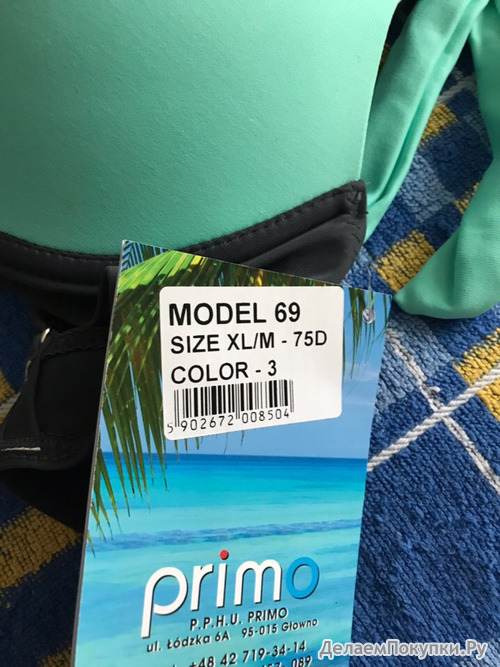 MODEL 69
SIZE XL/M - 75D
COLOR - 3
5 902672 008504
primo
P.P.H.U. PRIMO
ul. Łódzka 6A 95-015 Głowno
+48 42 719-34-14
089
ДелаемПокупки.Ру